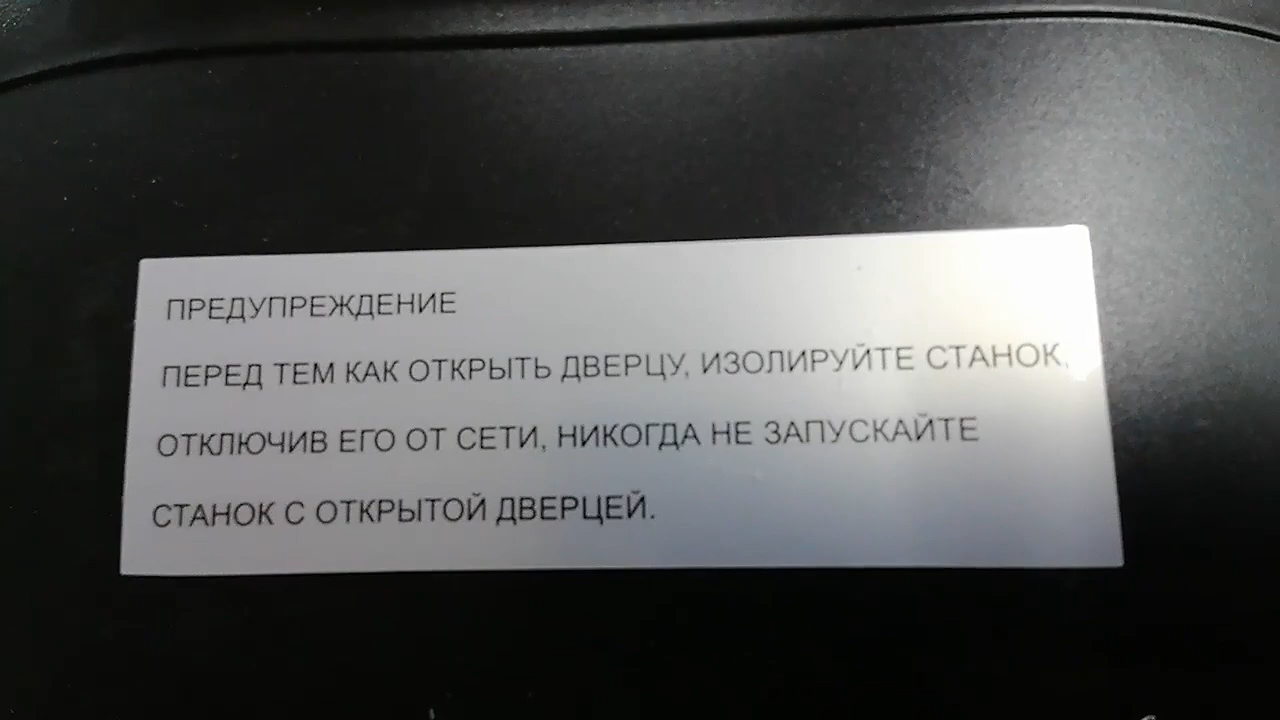 ПРЕДУПРЕЖДЕНИЕ
ПЕРЕД ТЕМ КАК ОТКРЫТЬ ДВЕРЦУ, ИЗОЛИРУЙТЕ СТАНОК,
ОТКЛЮЧИВ ЕГО ОТ СЕТИ, НИКОГДА НЕ ЗАПУСКАЙТЕ
СТАНОК С ОТКРЫТОЙ ДВЕРЦЕЙ.